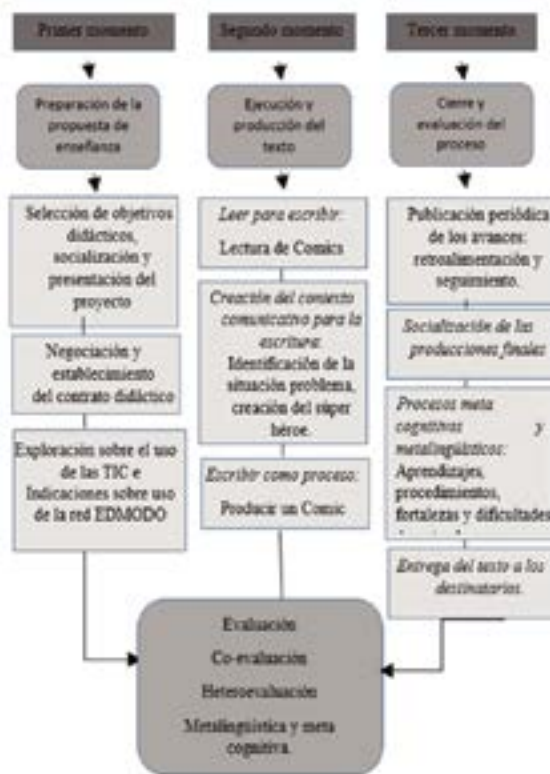 Primer momento
Preparación de la
propuesta de
enseñanza
Selección de objetivos
didácticos,
socialización y
presentación del
proyecto
Negociación y
establecimiento
del contrato didáctico
Exploración sobre el uso
de las TIC e
Indicaciones sobre uso
de la red EDMODO
Segundo momento
Ejecución y
producción del
texto
Leer para escribir:
Lectura de Comics
Creación del contexto
comunicativo para la
escritura:
Identificación de la
situación problema,
creación del súper
héroe.
Escribir como proceso:
Producir un Comic
Tercer momento
Cierre y
evaluación del
proceso
Publicación periódica
de los avances:
retroalimentación y
seguimiento.
Socialización de las
producciones finales
Procesos meta
cognitivos y
metalingüísticos:
Aprendizajes,
procedimientos,
fortalezas y dificultades
Entrega del texto a los
destinatarios.
Evaluación
Co-evaluación
Heteroevaluación
Metalingüística y meta
cognitiva.